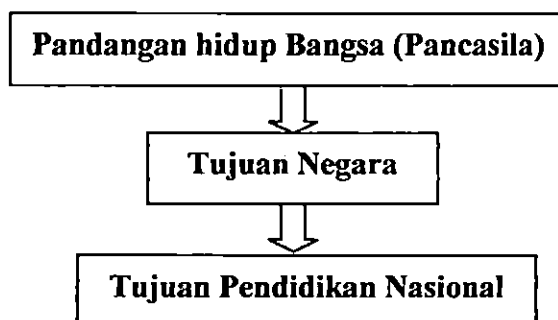 Pandangan hidup Bangsa (Pancasila)
Tujuan Negara
Tujuan Pendidikan Nasional